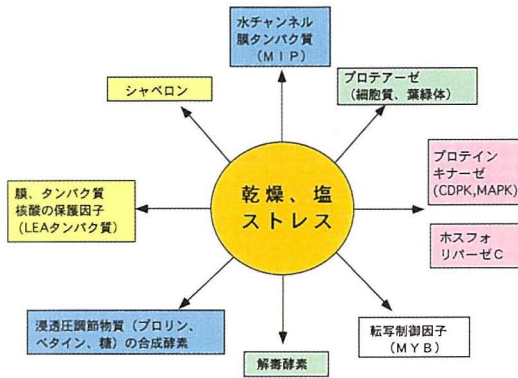 水チャンネル
膜タンパク質
（ＭＩＰ）
プロテアーゼ
（細胞質、葉緑体）
シャペロン
プロテイン
キナーゼ
(CDPK,MAPK)
乾燥、塩
ストレス
膜、タンパク質
核酸の保護因子
(LEAタンパク質)
ホスフォ
リパーゼＣ
浸透圧調節物質（プロリン、
ベタイン、糖）の合成酵素
解毒酵素
転写制御因子
（ＭＹＢ）